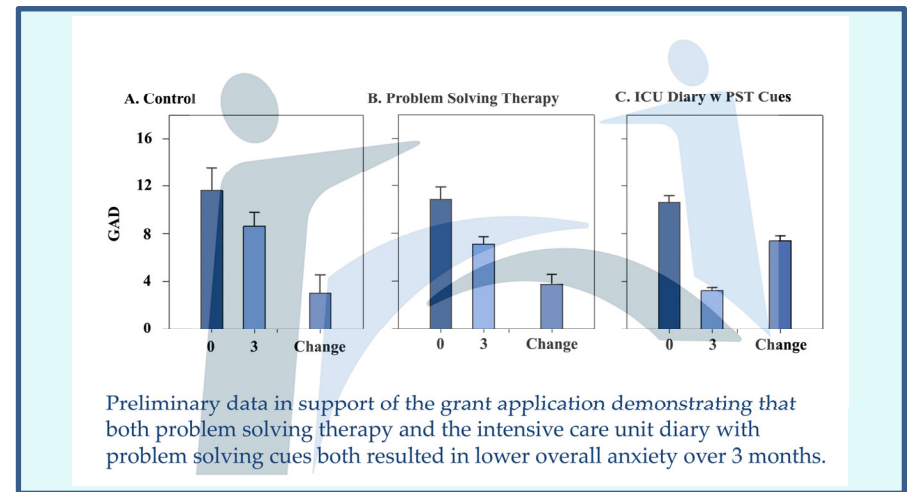 A. Control
B. Problem Solving Therapy
C. ICU Diary w PST Cues
16
12
8
4
0
GAD
0 3 Change
0 3 Change
0 3 Change
Preliminary data in support of the grant application demonstrating that
both problem solving therapy and the intensive care unit diary with
problem solving cues both resulted in lower overall anxiety over 3 months.